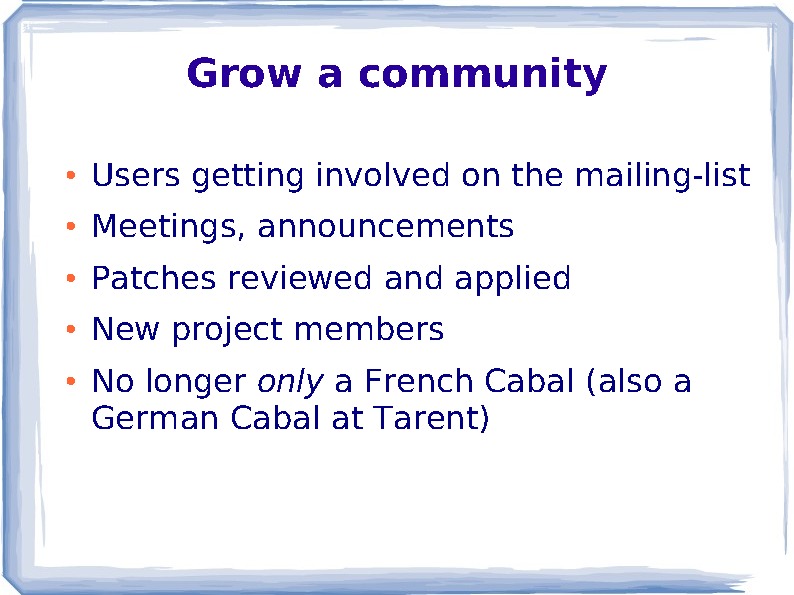 Grow a community
• Users getting involved on the mailing-list
• Meetings, announcements
• Patches reviewed and applied
• New project members
• No longer only a French Cabal (also a
German Cabal at Tarent)